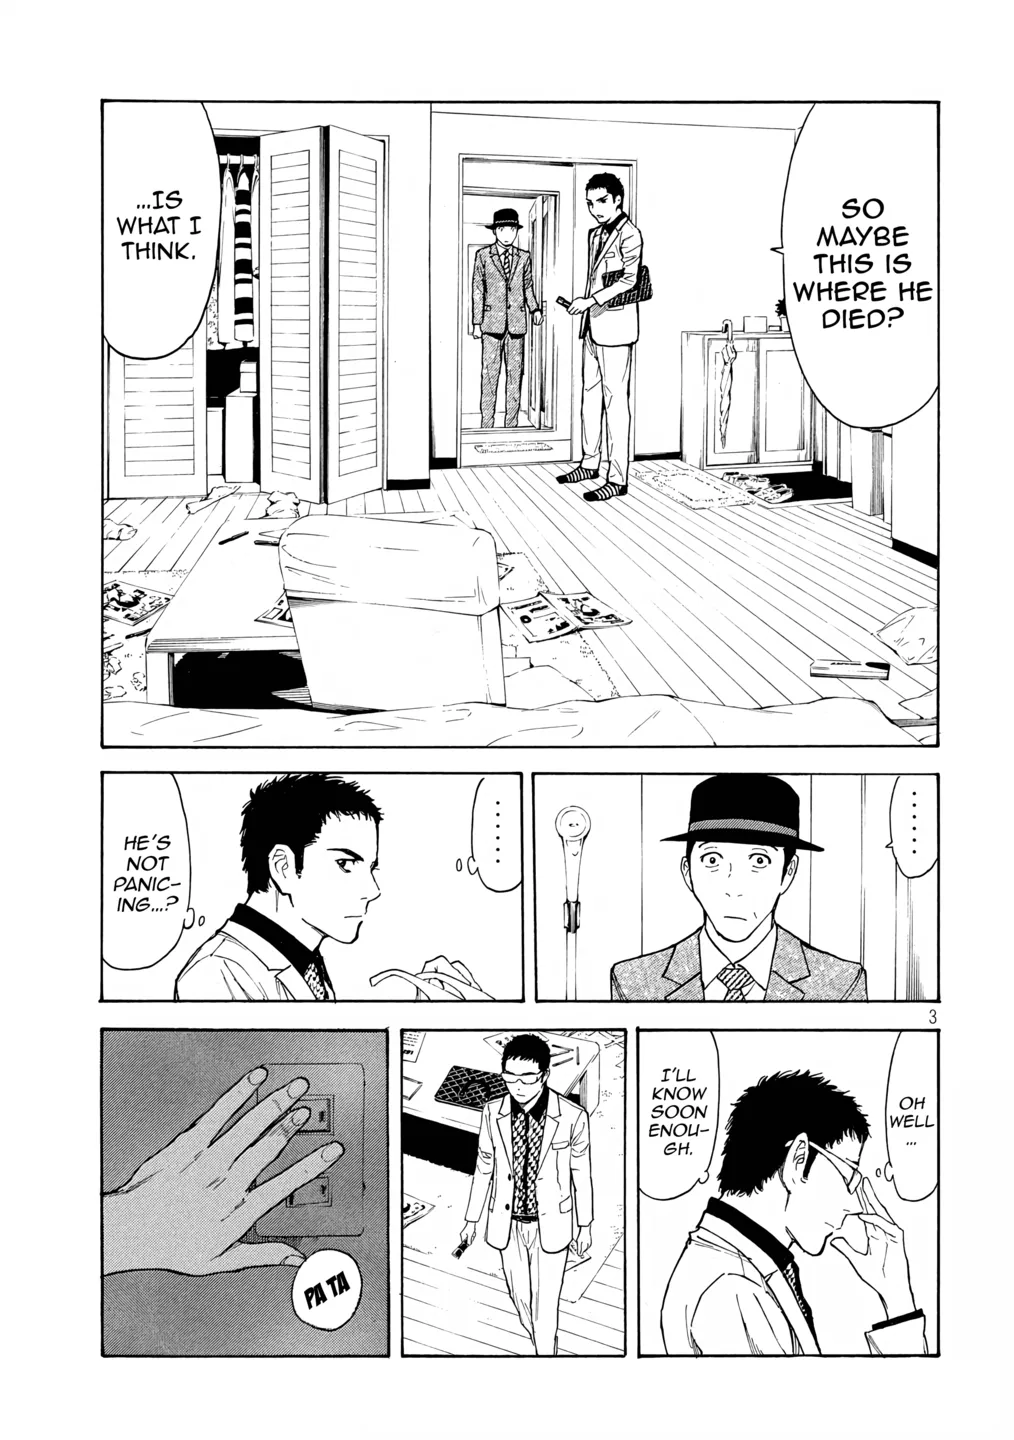 SO
MAYBE
THIS IS
WHERE HE
DIED?
...IS
WHAT I
THINK.
......
......
HE'S
NOT
PANIC-
ING...?
3
OH
WELL
...
I'LL
KNOW
SOON
ENOU-
GH.
PA TA